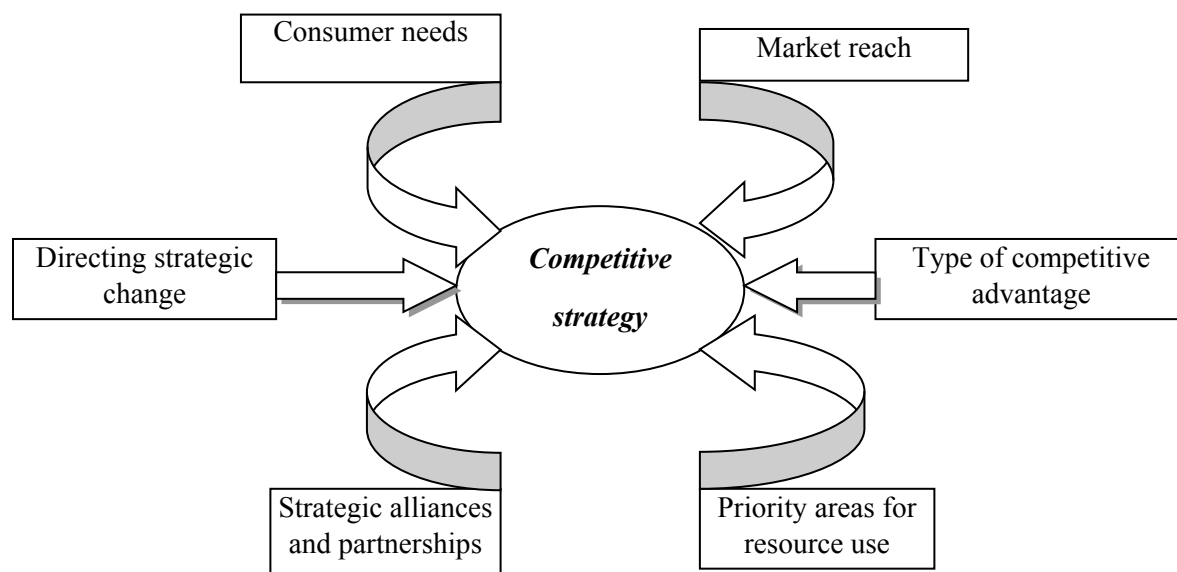 Consumer needs
Market reach
Directing strategic
change
Competitive
strategy
Type of competitive
advantage
Strategic alliances
and partnerships
Priority areas for
resource use